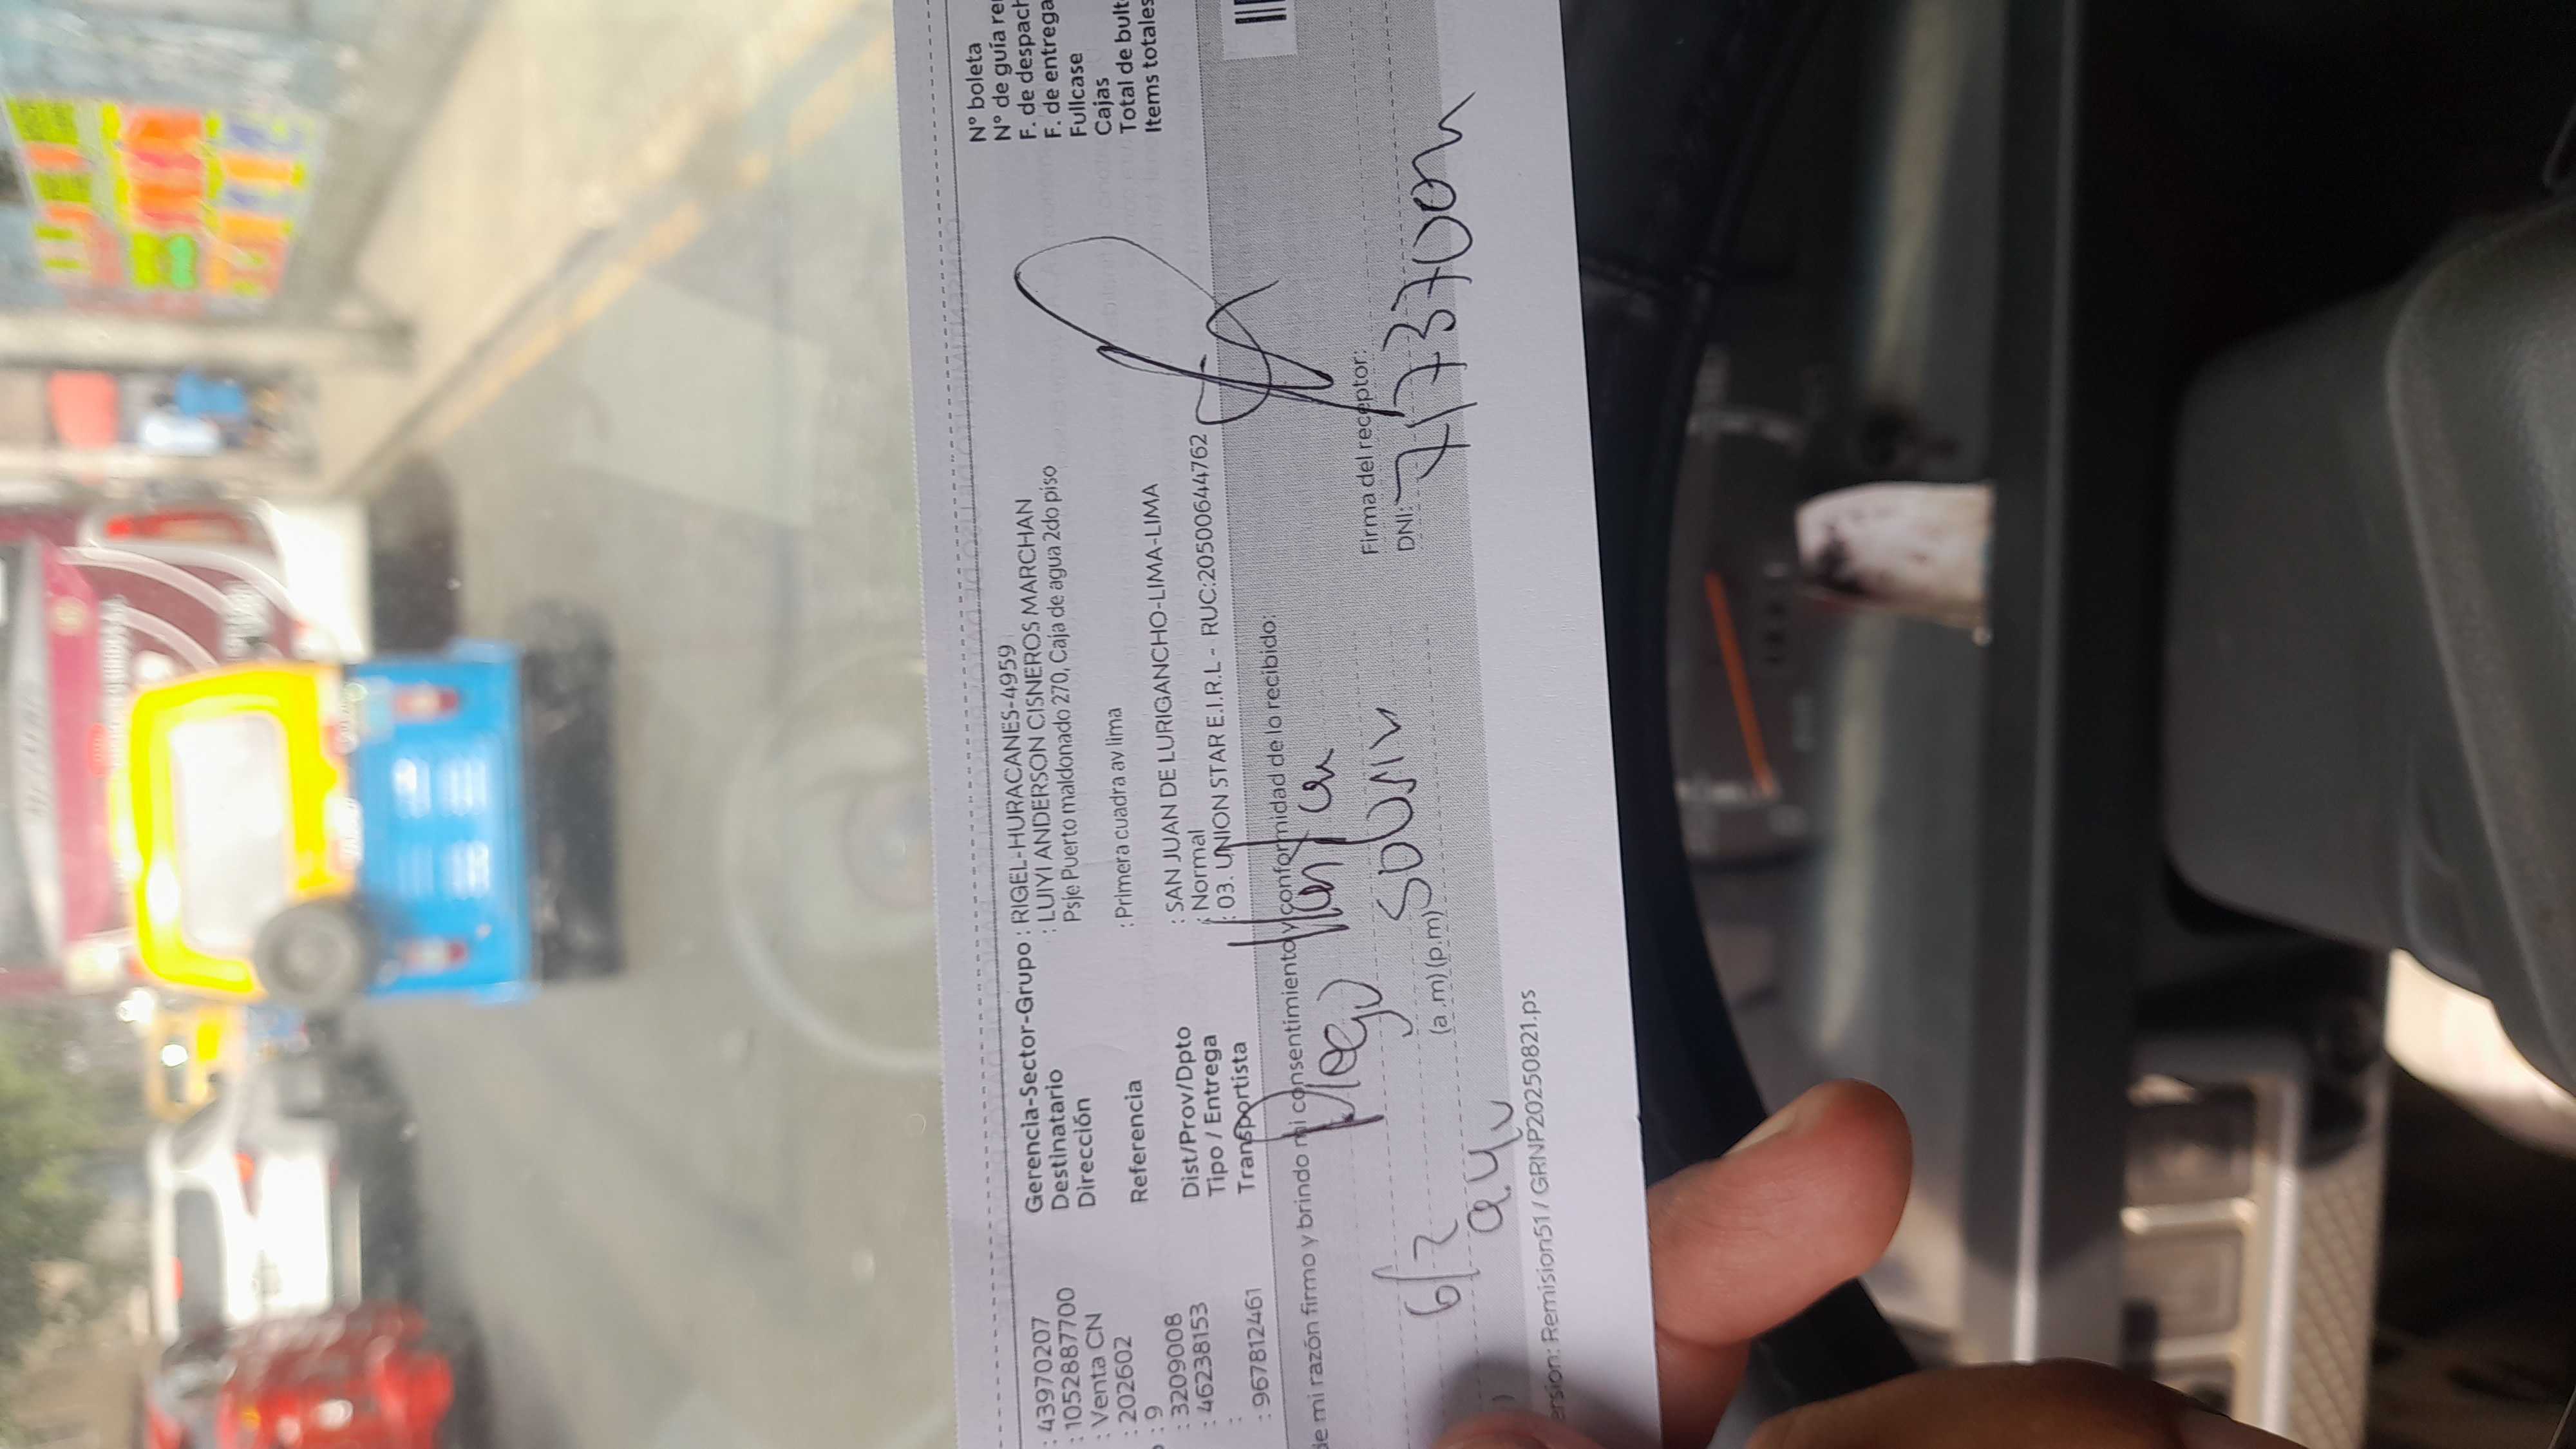 : 43970207
: 1052887700
: Venta CN
: 202602
: 9
: 3209008
: 46238153
:
: 967812461
Gerencia-Sector-Grupo : RIGEL-HURACANES-4959
Destinatario : LUIYI ANDERSON CISNEROS MARCHAN
Dirección Psje Puerto maldonado 270, Caja de agua 2do piso
Referencia : Primera cuadra av lima
Dist/Prov/Dpto : SAN JUAN DE LURIGANCHO-LIMA-LIMA
Tipo / Entrega : Normal
Transportista : 03. UNION STAR E.I.R.L - RUC:20500644762
N° boleta
N° de guía re
F. de despach
F. de entrega
Fullcase
Cajas
Total de bult
Items totales
de mi razón firmo y brindo mi consentimiento y conformidad de lo recibido:
Diego
6/2
(a.m) (p.m)
Firma del receptor:
DNI:
ersion: Remision51 / GRNP20250821.ps